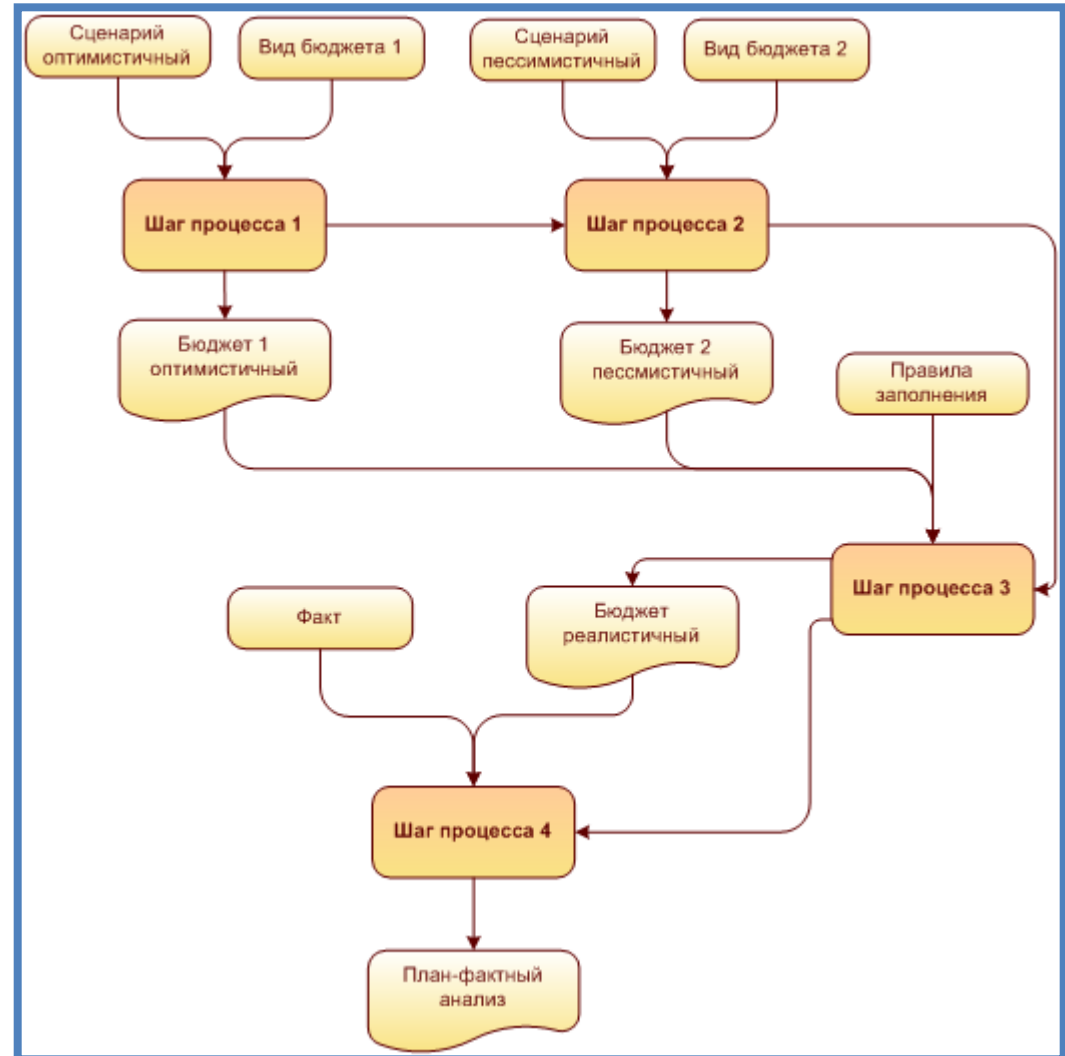 Сценарий
оптимистичный
Вид бюджета 1
Сценарий
пессимистичный
Вид бюджета 2
Шаг процесса 1
Шаг процесса 2
Бюджет 1
оптимистичный
Бюджет 2
пессмистичный
Правила
заполнения
Шаг процесса 3
Факт
Бюджет
реалистичный
Шаг процесса 4
План-фактный
анализ